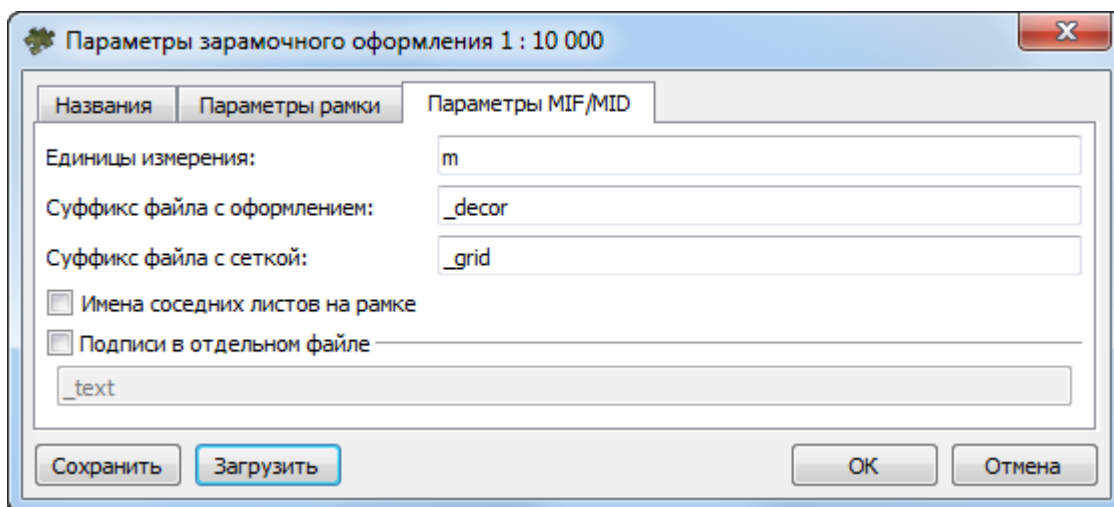 Параметры зарамочного оформления 1 : 10 000
Названия Параметры рамки Параметры MIF/MID
Единицы измерения: m
Суффикс файла с оформлением: _decor
Суффикс файла с сеткой: _grid
Имена соседних листов на рамке
Подписи в отдельном файле
_text
Сохранить Загрузить OK Отмена